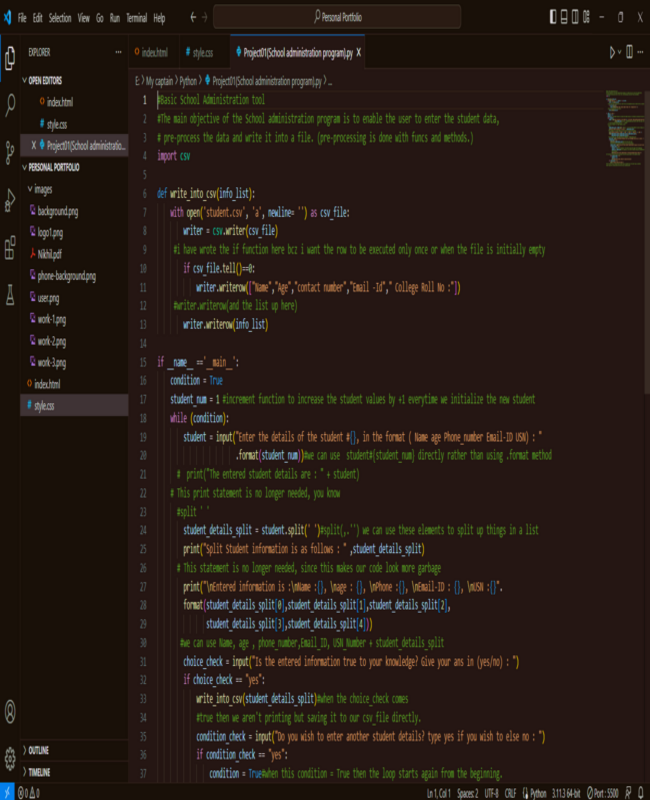 File Edit Selection View Go Run Terminal Help
Personal Portfolio
EXPLORER
OPEN EDITORS
index.html
style.css
Project01(School administratio...
PERSONAL PORTFOLIO
images
background.png
logo1.png
Nikhil.pdf
phone-background.png
user.png
work-1.png
work-2.png
work-3.png
index.html
style.css
OUTLINE
TIMELINE
index.html
style.css
Project01(School administration program).py
E: > My captain > Python > Project01(School administration program).py > ...
1 #Basic School Administration tool
2 #The main objective of the School administration program is to enable the user to enter the student data,
3 # pre-process the data and write it into a file. (pre-processing is done with funcs and methods.)
4 import csv
5
6 def write_into_csv(info_list):
7 with open('student.csv', 'a', newline= '') as csv_file:
8 writer = csv.writer(csv_file)
9 #i have wrote the if function here bcz i want the row to be executed only once or when the file is initially empty
10 if csv_file.tell()==0:
11 writer.writerow(["Name","Age","contact number","Email -Id"," College Roll No :"])
12 #writer.writerow(and the list up here)
13 writer.writerow(info_list)
14
15 if __name__ =='__main__':
16 condition = True
17 student_num = 1 #increment function to increase the student values by +1 everytime we initialize the new student
18 while (condition):
19 student = input("Enter the details of the student #{}, in the format ( Name age Phone_number Email-ID USN) : "
20 .format(student_num))#we can use student#(student_num) directly rather than using .format method
21 # print("The entered student details are : " + student)
22 # This print statement is no longer needed, you know
23 #split ' '
24 student_details_split = student.split(' ')#split(,.'') we can use these elements to split up things in a list
25 print("Split Student information is as follows : " ,student_details_split)
26 # This statement is no longer needed, since this makes our code look more garbage
27 print("\nEntered information is :\nName :{}, \nage : {}, \nPhone :{}, \nEmail-ID : {}, \nUSN :{}".
28 format(student_details_split[0],student_details_split[1],student_details_split[2],
29 student_details_split[3],student_details_split[4]))
30 #we can use Name, age , phone_number,Email_ID, USN_Number + student_details_split
31 choice_check = input("Is the entered information true to your knowledge? Give your ans in (yes/no) : ")
32 if choice_check == "yes":
33 write_into_csv(student_details_split)#when the choice_check comes
34 #true then we aren't printing but saving it to our csv_file directly.
35 condition_check = input("Do you wish to enter another student details? type yes if you wish to else no : ")
36 if condition_check == "yes":
37 condition = True#when this condition = True then the loop starts again from the beginning.
0 0
Ln 1, Col 1 Spaces: 2 UTF-8 CRLF Python 3.11.3 64-bit Port : 5500